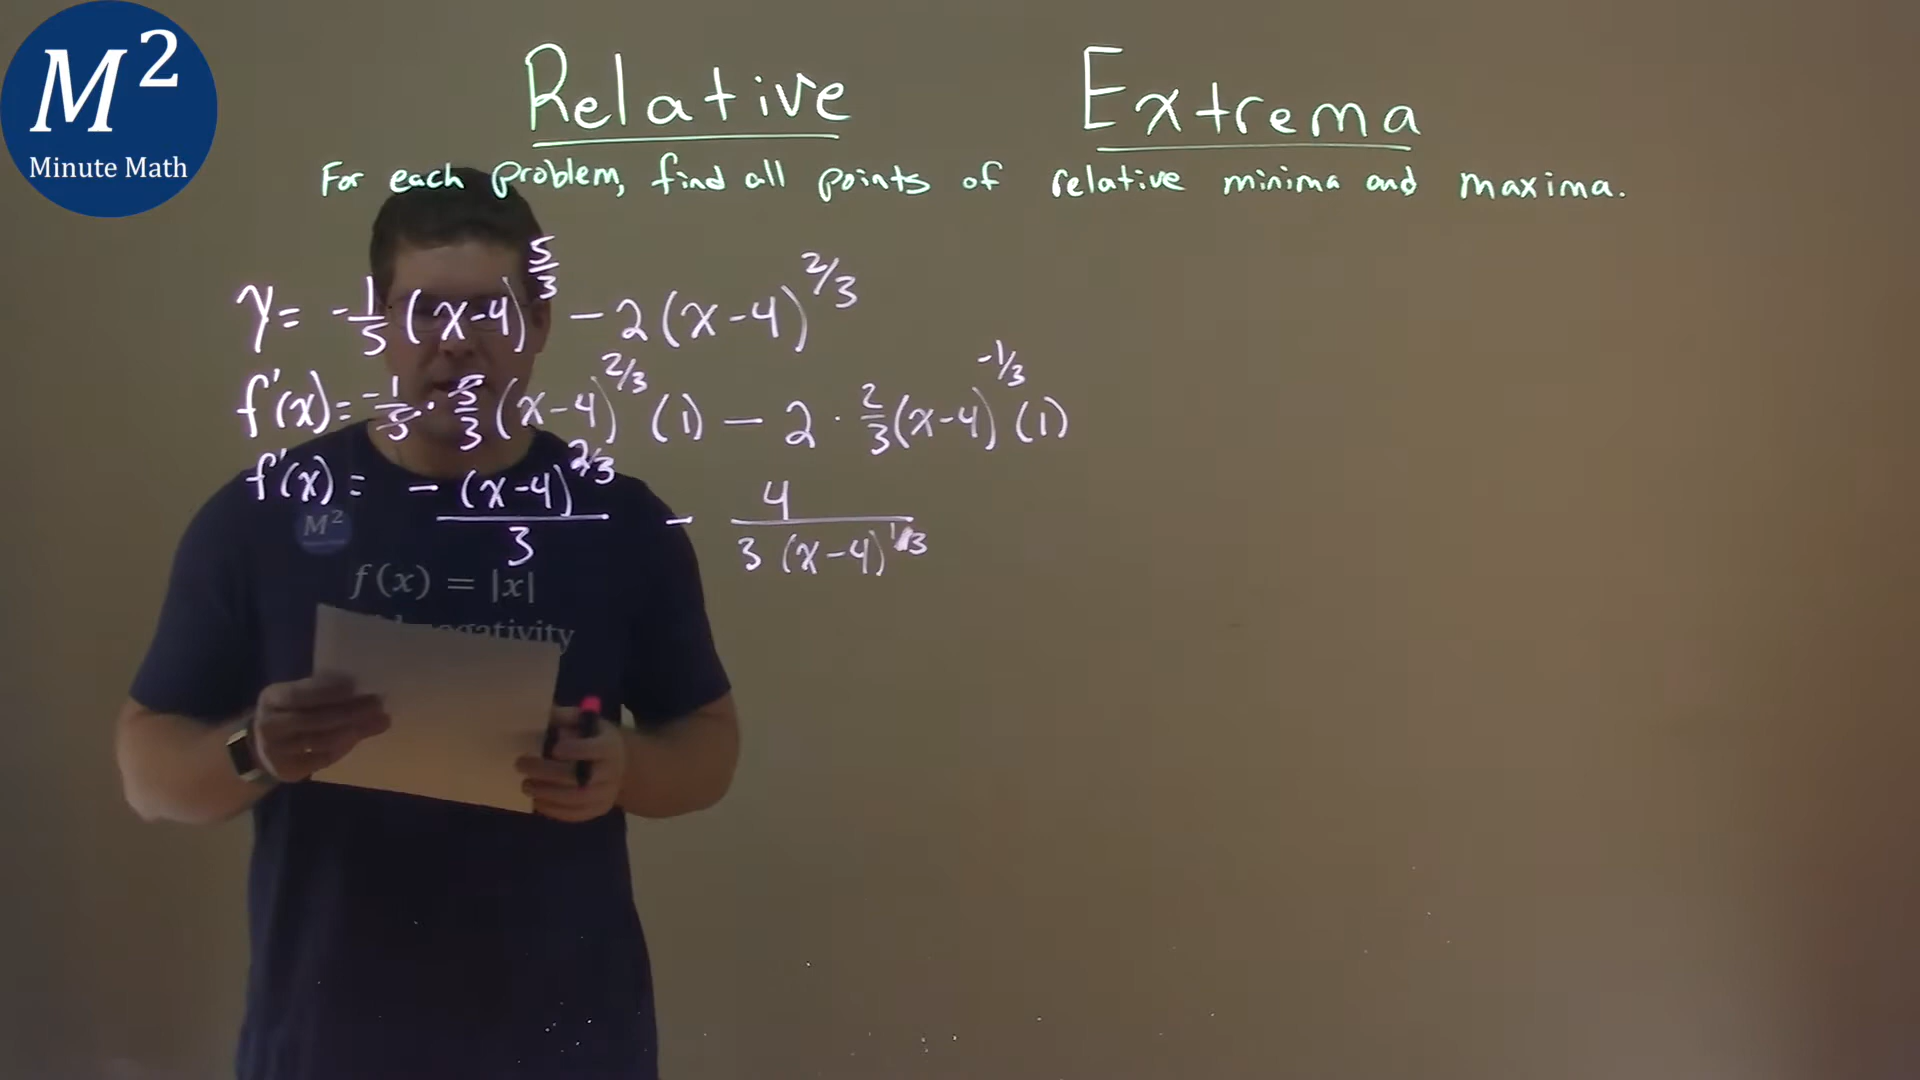 M²
Minute Math
Relative Extrema
For each problem, find all points of relative minima and maxima.
y = -1/5 (x-4)^5/3 - 2(x-4)^2/3
f'(x) = -1/5 · 5/3 (x-4)^2/3 (1) - 2 · 2/3 (x-4)^-1/3 (1)
f'(x) = - (x-4)^2/3 / 3 - 4 / 3(x-4)^1/3
M²
f(x) = |x|